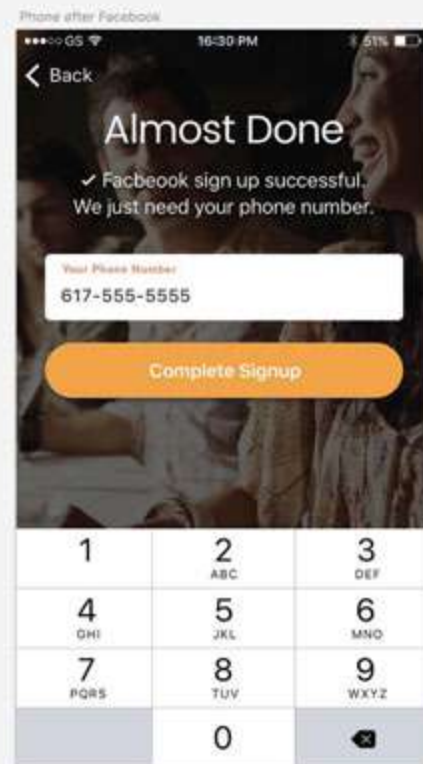 Phone after Facebook
GS 16:30 PM 51%
Back
Almost Done
✓ Facbeook sign up successful.
We just need your phone number.
Your Phone Number
617-555-5555
Complete Signup
1 2 3
ABC DEF
4 5 6
GHI JKL MNO
7 8 9
PQRS TUV WXYZ
0